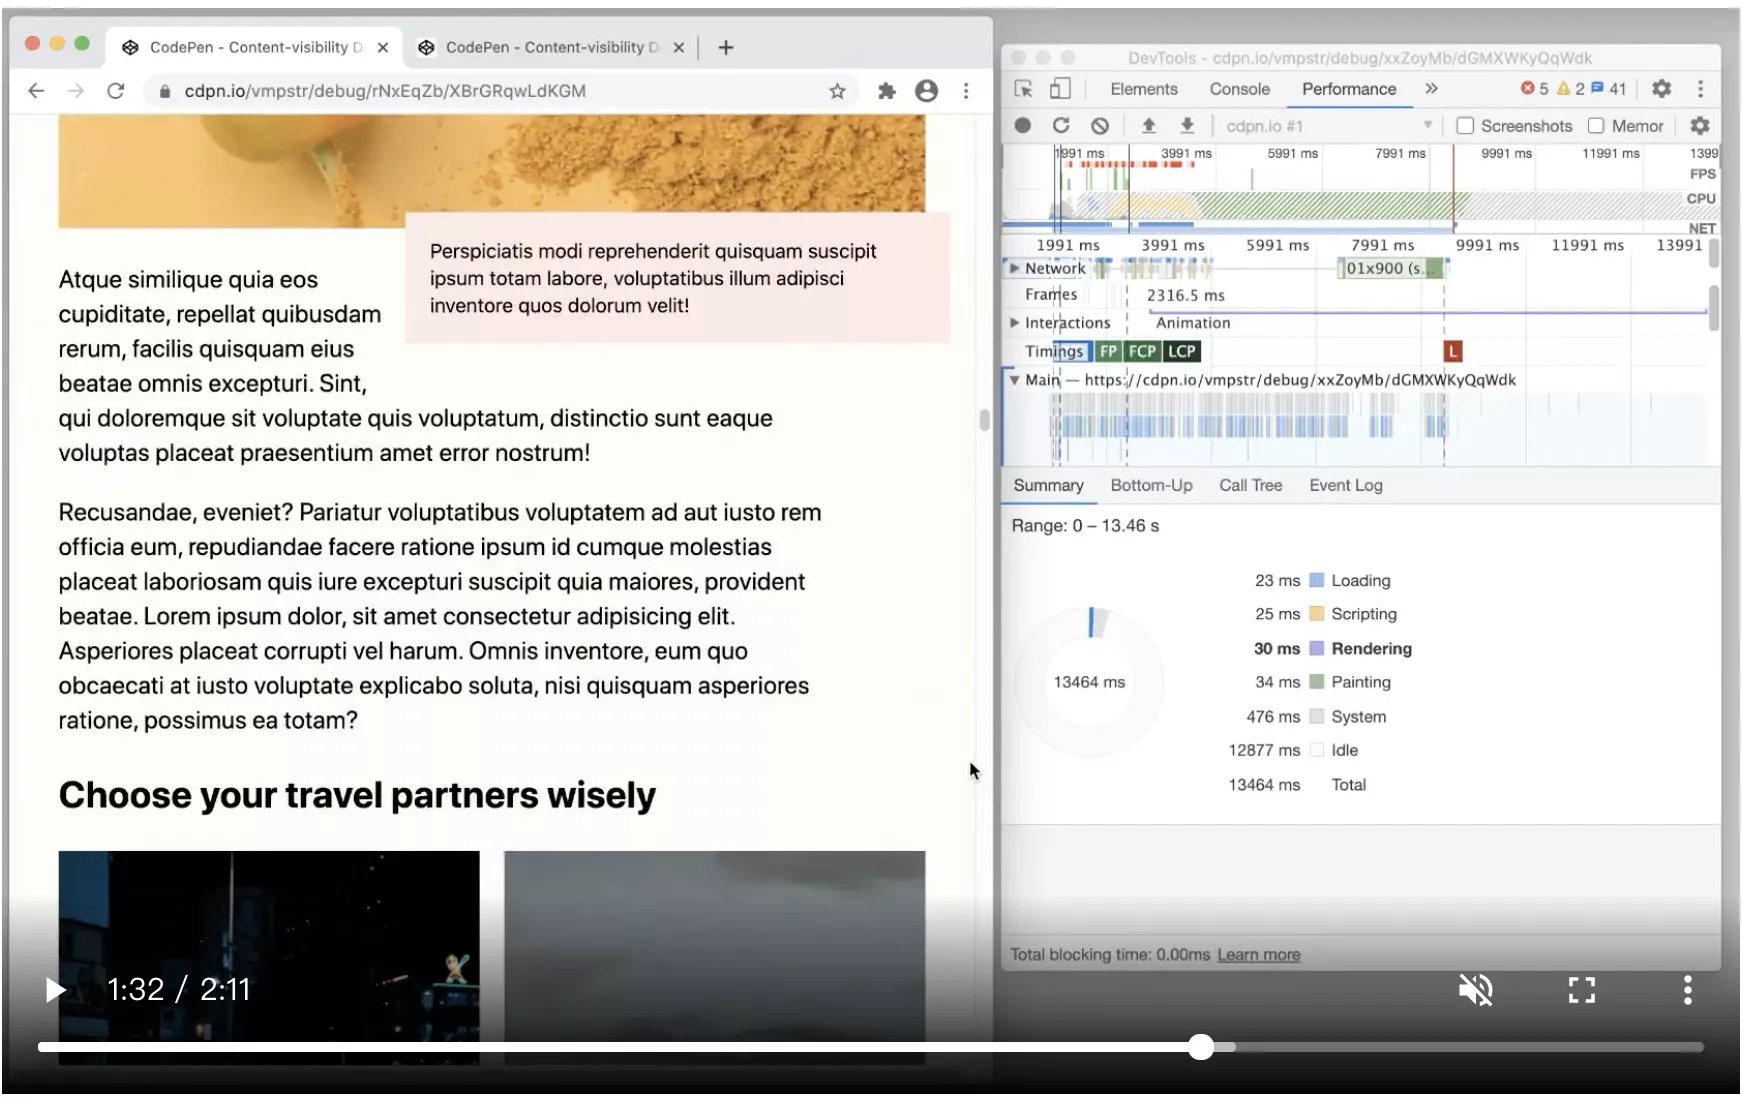 CodePen - Content-visibility D
CodePen - Content-visibility D
cdpn.io/vmpstr/debug/rNxEqZb/XBrGRqwLdKGM
Perspiciatis modi reprehenderit quisquam suscipit
ipsum totam labore, voluptatibus illum adipisci
inventore quos dolorum velit!
Atque similique quia eos
cupiditate, repellat quibusdam
rerum, facilis quisquam eius
beatae omnis excepturi. Sint,
qui doloremque sit voluptate quis voluptatum, distinctio sunt eaque
voluptas placeat praesentium amet error nostrum!
Recusandae, eveniet? Pariatur voluptatibus voluptatem ad aut iusto rem
officia eum, repudiandae facere ratione ipsum id cumque molestias
placeat laboriosam quis iure excepturi suscipit quia maiores, provident
beatae. Lorem ipsum dolor, sit amet consectetur adipisicing elit.
Asperiores placeat corrupti vel harum. Omnis inventore, eum quo
obcaecati at iusto voluptate explicabo soluta, nisi quisquam asperiores
ratione, possimus ea totam?
Choose your travel partners wisely
DevTools - cdpn.io/vmpstr/debug/xxZoyMb/dGMXWKyQqWdk
Elements Console Performance » 5 2 41
cdpn.io #1 Screenshots Memor
1991 ms 3991 ms 5991 ms 7991 ms 9991 ms 11991 ms 1399
FPS
CPU
NET
1991 ms 3991 ms 5991 ms 7991 ms 9991 ms 11991 ms 13991
Network 01x900 (s...
Frames 2316.5 ms
Interactions Animation
Timings FP FCP LCP L
Main — https://cdpn.io/vmpstr/debug/xxZoyMb/dGMXWKyQqWdk
Summary Bottom-Up Call Tree Event Log
Range: 0 – 13.46 s
23 ms Loading
25 ms Scripting
30 ms Rendering
34 ms Painting
476 ms System
12877 ms Idle
13464 ms Total
13464 ms
Total blocking time: 0.00ms Learn more
1:32 / 2:11